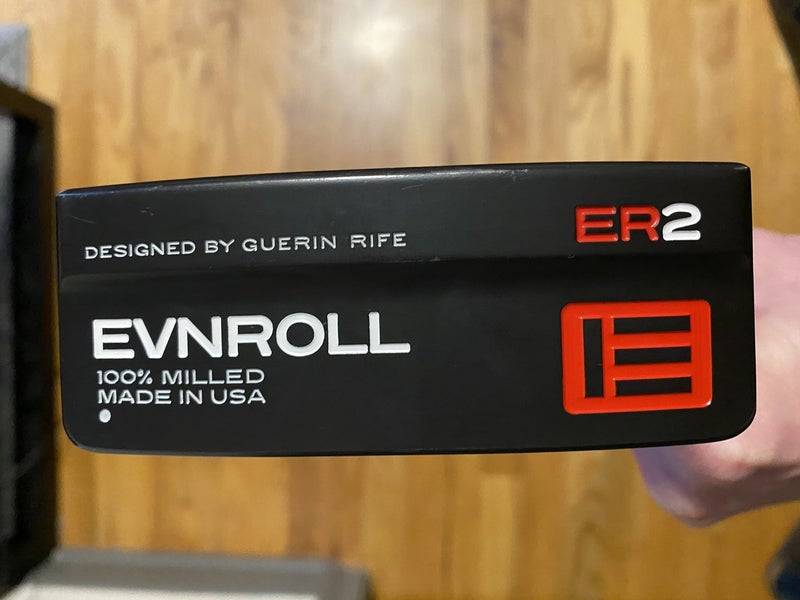 DESIGNED BY GUERIN RIFE
ER2
EVNROLL
100% MILLED
MADE IN USA